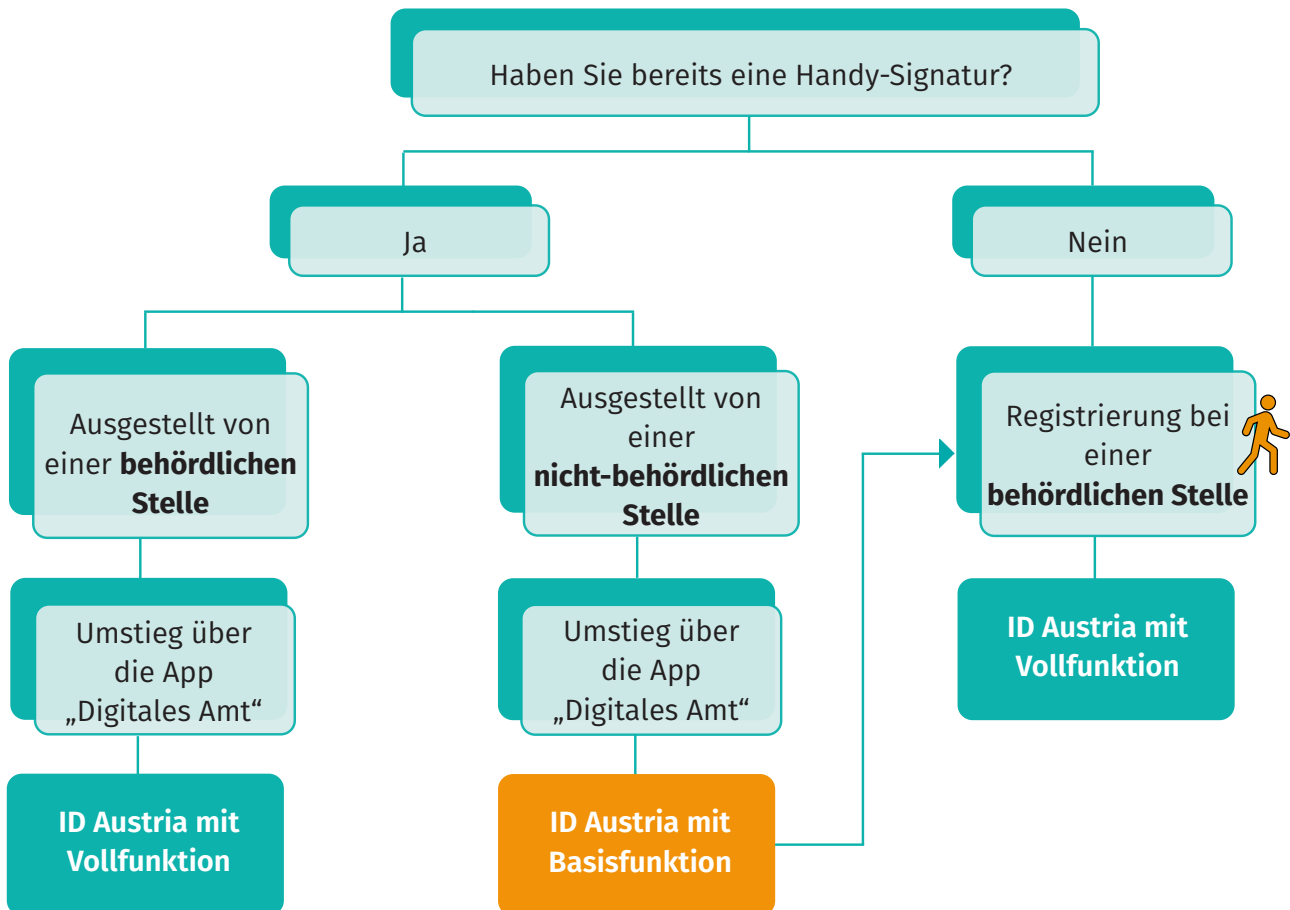 Haben Sie bereits eine Handy-Signatur?
Ja
Nein
Ausgestellt von
einer behördlichen
Stelle
Ausgestellt von
einer
nicht-behördlichen
Stelle
Registrierung bei
einer
behördlichen Stelle
Umstieg über
die App
„Digitales Amt“
Umstieg über
die App
„Digitales Amt“
ID Austria mit
Vollfunktion
ID Austria mit
Vollfunktion
ID Austria mit
Basisfunktion